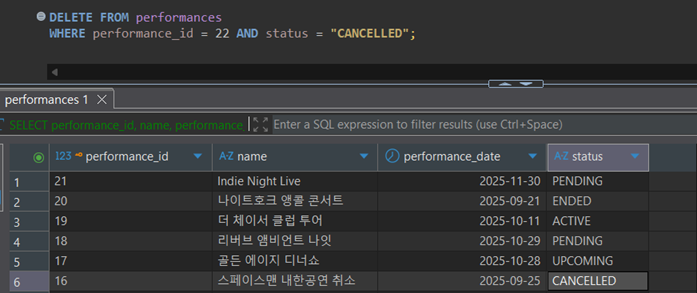 DELETE FROM performances
WHERE performance_id = 22 AND status = "CANCELLED";
performances 1
SELECT performance_id, name, performance Enter a SQL expression to filter results (use Ctrl+Space)
123 performance_id A-Z name performance_date A-Z status
1 21 Indie Night Live 2025-11-30 PENDING
2 20 나이트호크 앵콜 콘서트 2025-09-21 ENDED
3 19 더 체이서 클럽 투어 2025-10-11 ACTIVE
4 18 리버브 앰비언트 나잇 2025-10-29 PENDING
5 17 골든 에이지 디너쇼 2025-10-28 UPCOMING
6 16 스페이스맨 내한공연 취소 2025-09-25 CANCELLED